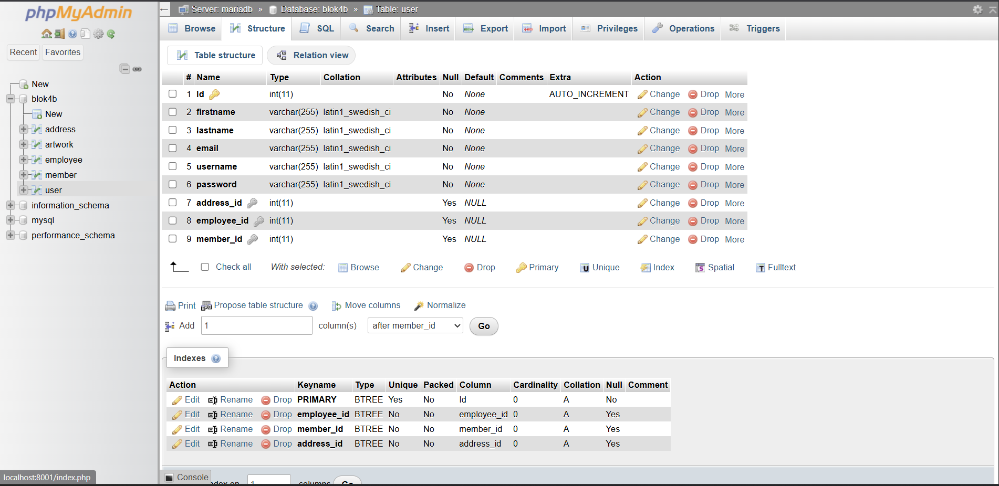 phpMyAdmin
Recent Favorites
New
blok4b
New
address
artwork
employee
member
user
information_schema
mysql
performance_schema
localhost:8001/index.php
← Server: mariadb » Database: blok4b » Table: user
Browse Structure SQL Search Insert Export Import Privileges Operations Triggers
Table structure Relation view
# Name Type Collation Attributes Null Default Comments Extra Action
1 Id int(11) No None AUTO_INCREMENT Change Drop More
2 firstname varchar(255) latin1_swedish_ci No None Change Drop More
3 lastname varchar(255) latin1_swedish_ci No None Change Drop More
4 email varchar(255) latin1_swedish_ci No None Change Drop More
5 username varchar(255) latin1_swedish_ci No None Change Drop More
6 password varchar(255) latin1_swedish_ci No None Change Drop More
7 address_id int(11) Yes NULL Change Drop More
8 employee_id int(11) Yes NULL Change Drop More
9 member_id int(11) Yes NULL Change Drop More
Check all With selected: Browse Change Drop Primary Unique Index Spatial Fulltext
Print Propose table structure Move columns Normalize
Add 1 column(s) after member_id Go
Indexes
Action Keyname Type Unique Packed Column Cardinality Collation Null Comment
Edit Rename Drop PRIMARY BTREE Yes No Id 0 A No
Edit Rename Drop employee_id BTREE No No employee_id 0 A Yes
Edit Rename Drop member_id BTREE No No member_id 0 A Yes
Edit Rename Drop address_id BTREE No No address_id 0 A Yes
Console
ndex on 1 columns Go